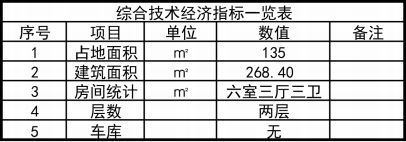 综合技术经济指标一览表
序号 项目 单位 数值 备注
1 占地面积 ㎡ 135
2 建筑面积 ㎡ 268.40
3 房间统计 ㎡ 六室三厅三卫
4 层数 两层
5 车库 无